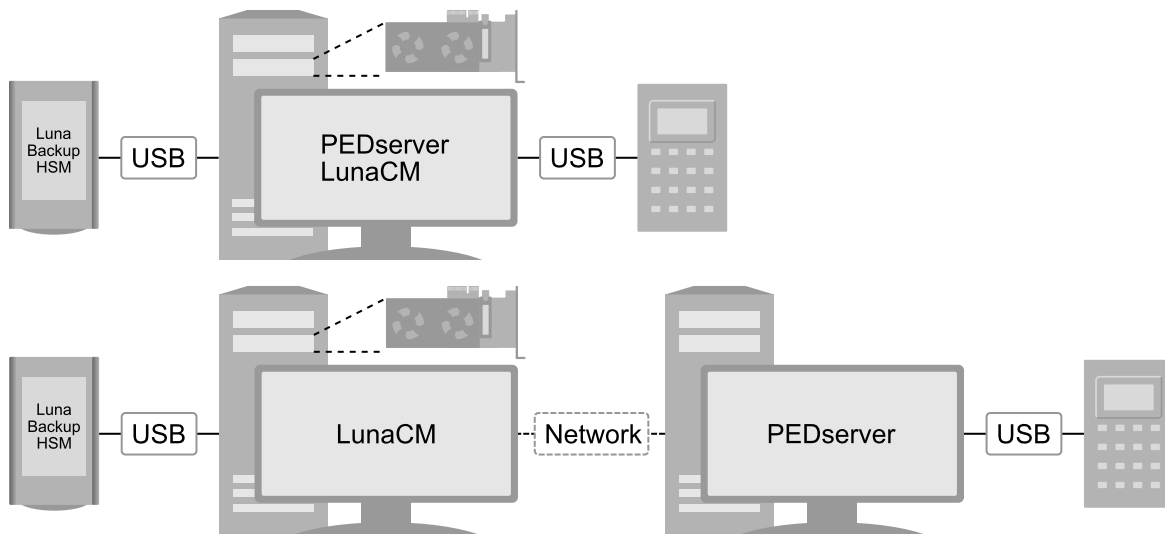 Luna
Backup
HSM
USB
PEDserver
LunaCM
USB
Luna
Backup
HSM
USB
LunaCM
Network
PEDserver
USB